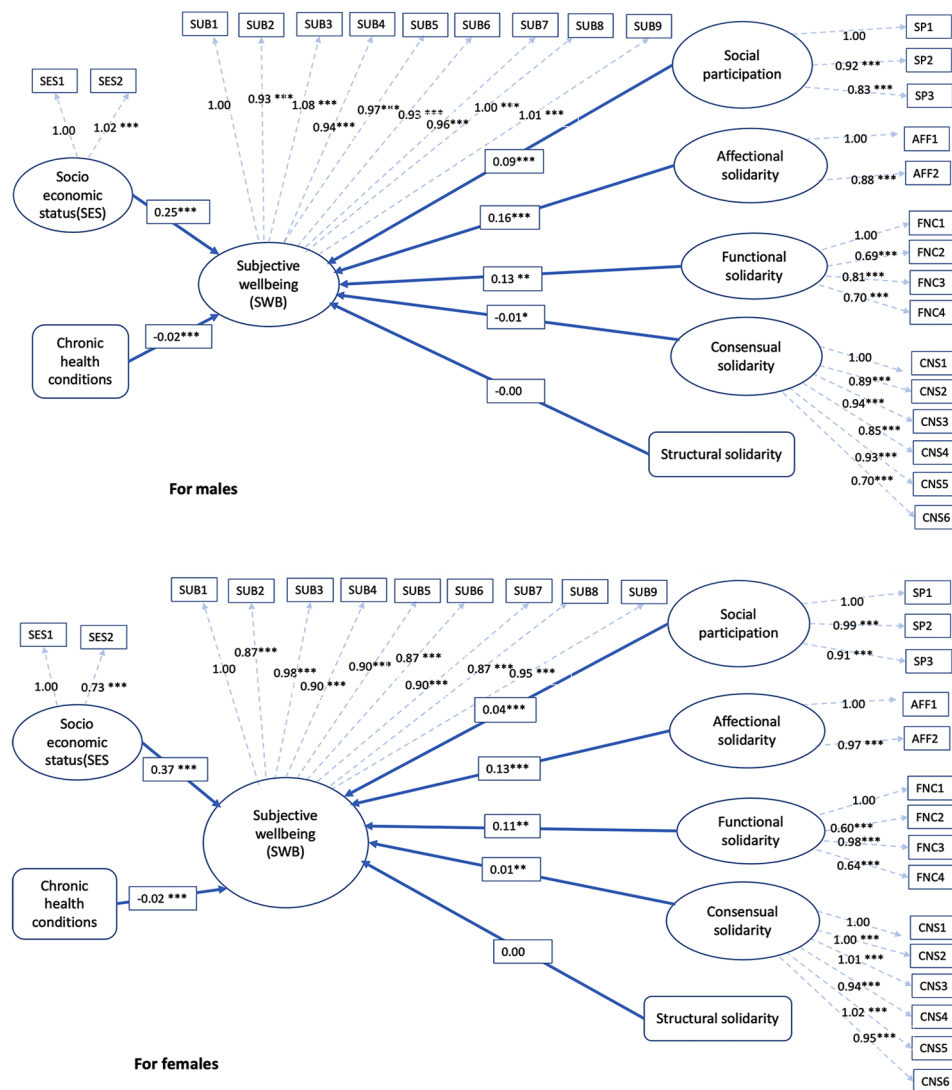 SUB1
SUB2
SUB3
SUB4
SUB5
SUB6
SUB7
SUB8
SUB9
SP1
SP2
SP3
Social
participation
1.00
0.92 ***
0.83 ***
SES1
SES2
1.00
1.02 ***
1.00
0.93 ***
1.08 ***
0.94***
0.97***
0.93 ***
0.96***
1.00 ***
1.01 ***
0.09***
Socio
economic
status(SES)
0.25***
Affectional
solidarity
1.00
0.88 ***
AFF1
AFF2
0.16***
Subjective
wellbeing
(SWB)
Functional
solidarity
0.13 **
1.00
0.69***
0.81***
0.70 ***
FNC1
FNC2
FNC3
FNC4
Chronic
health
conditions
-0.02***
-0.01*
Consensual
solidarity
1.00
0.89***
0.94***
0.85***
0.93***
0.70***
CNS1
CNS2
CNS3
CNS4
CNS5
CNS6
-0.00
Structural solidarity
For males
SUB1
SUB2
SUB3
SUB4
SUB5
SUB6
SUB7
SUB8
SUB9
SP1
SP2
SP3
Social
participation
1.00
0.99 ***
0.91 ***
SES1
SES2
1.00
0.73 ***
1.00
0.87***
0.98***
0.90 ***
0.90***
0.87 ***
0.90***
0.87 ***
0.95 ***
0.04***
Socio
economic
status(SES
0.37 ***
Affectional
solidarity
1.00
0.97 ***
AFF1
AFF2
0.13***
Subjective
wellbeing
(SWB)
Functional
solidarity
0.11**
1.00
0.60***
0.98***
0.64***
FNC1
FNC2
FNC3
FNC4
Chronic
health
conditions
-0.02 ***
0.01**
Consensual
solidarity
1.00
1.00 ***
1.01 ***
0.94***
1.02 ***
0.95***
CNS1
CNS2
CNS3
CNS4
CNS5
CNS6
0.00
Structural solidarity
For females